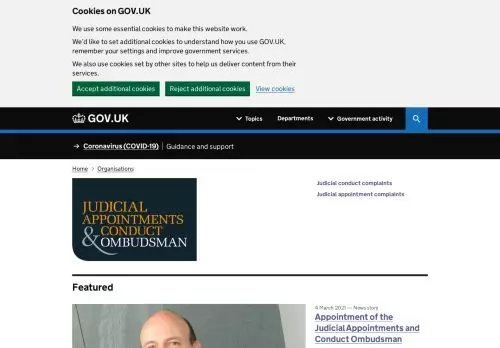 Cookies on GOV.UK
We use some essential cookies to make this website work.
We'd like to set additional cookies to understand how you use GOV.UK,
remember your settings and improve government services.
We also use cookies set by other sites to help us deliver content from their
services.
Accept additional cookies
Reject additional cookies
View cookies
GOV.UK
Topics
Departments
Government activity
Coronavirus (COVID-19)
Guidance and support
Home
Organisations
JUDICIAL
APPOINTMENTS
CONDUCT
& OMBUDSMAN
Judicial conduct complaints
Judicial appointment complaints
Featured
4 March 2021 — News story
Appointment of the
Judicial Appointments and
Conduct Ombudsman